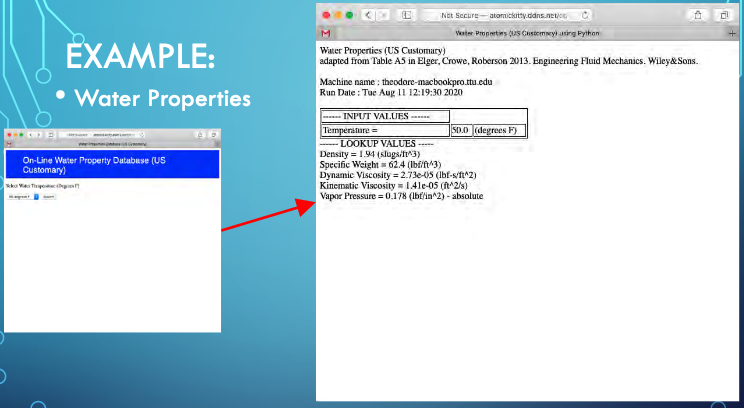 EXAMPLE:
• Water Properties
On-Line Water Property Database (US
Customary)
Select Water Temperature (Degrees F)
Not Secure — atomickitty.ddns.net/cg
Water Properties (US Customary) using Python
Water Properties (US Customary)
adapted from Table A5 in Elger, Crowe, Roberson 2013. Engineering Fluid Mechanics. Wiley&Sons.
Machine name : theodore-macbookpro.ttu.edu
Run Date : Tue Aug 11 12:19:30 2020
------ INPUT VALUES ------
Temperature = 50.0 (degrees F)
------ LOOKUP VALUES ------
Density = 1.94 (slugs/ft^3)
Specific Weight = 62.4 (lbf/ft^3)
Dynamic Viscosity = 2.73e-05 (lbf-s/ft^2)
Kinematic Viscosity = 1.41e-05 (ft^2/s)
Vapor Pressure = 0.178 (lbf/in^2) - absolute